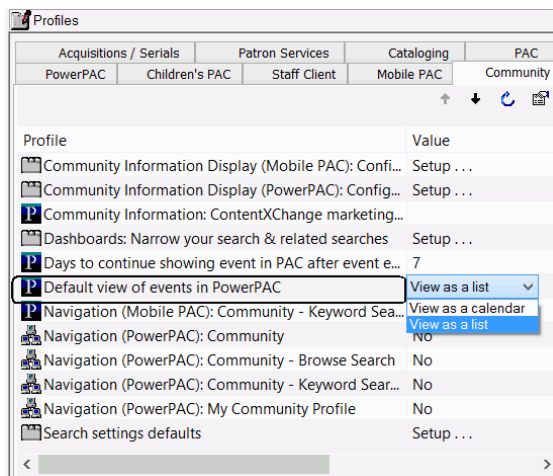 Profiles
Acquisitions / Serials Patron Services Cataloging PAC
PowerPAC Children's PAC Staff Client Mobile PAC Community
Profile Value
Community Information Display (Mobile PAC): Confi... Setup . . .
Community Information Display (PowerPAC): Config... Setup . . .
Community Information: ContentXChange marketing...
Dashboards: Narrow your search & related searches Setup . . .
Days to continue showing event in PAC after event e... 7
Default view of events in PowerPAC View as a list
Navigation (Mobile PAC): Community - Keyword Sea... View as a calendar
View as a list
Navigation (PowerPAC): Community No
Navigation (PowerPAC): Community - Browse Search No
Navigation (PowerPAC): Community - Keyword Sear... No
Navigation (PowerPAC): My Community Profile No
Search settings defaults Setup . . .